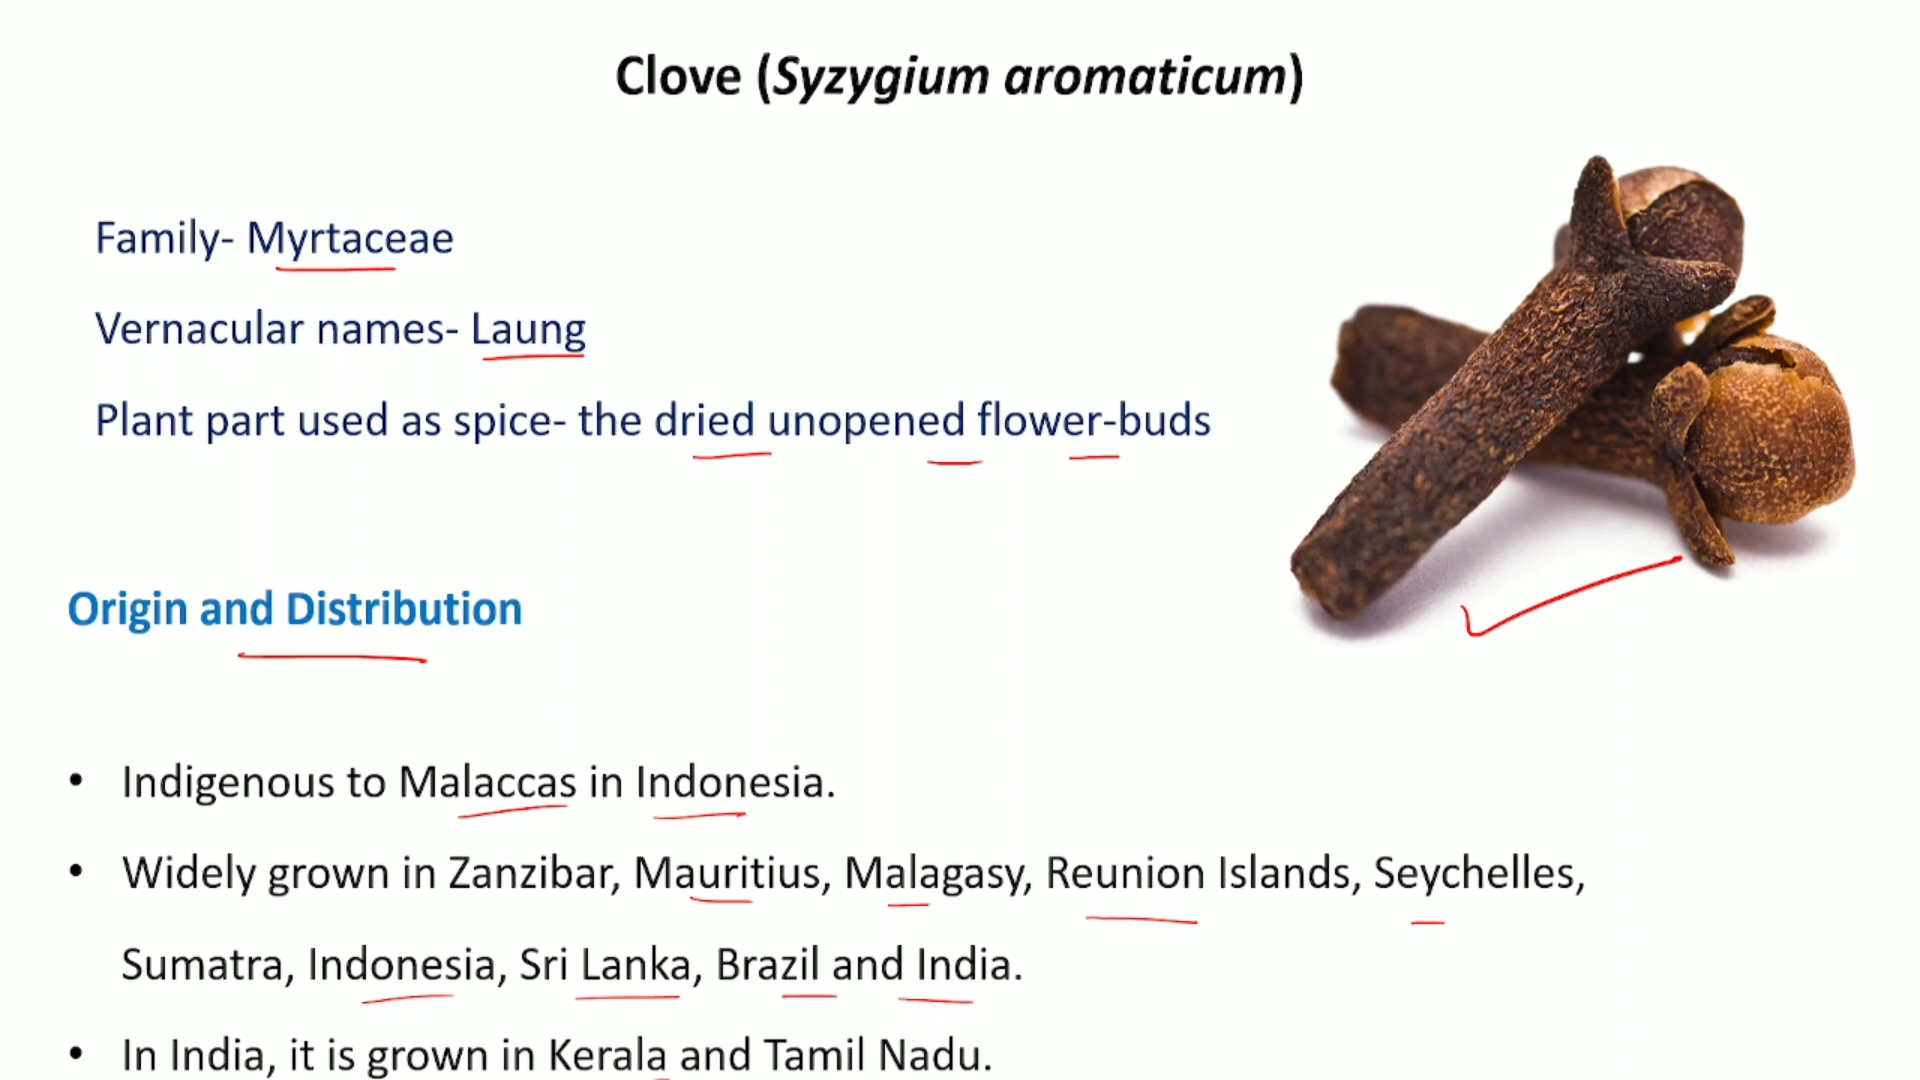 Clove (Syzygium aromaticum)
Family- Myrtaceae
Vernacular names- Laung
Plant part used as spice- the dried unopened flower-buds
Origin and Distribution
• Indigenous to Malaccas in Indonesia.
• Widely grown in Zanzibar, Mauritius, Malagasy, Reunion Islands, Seychelles,
Sumatra, Indonesia, Sri Lanka, Brazil and India.
• In India, it is grown in Kerala and Tamil Nadu.